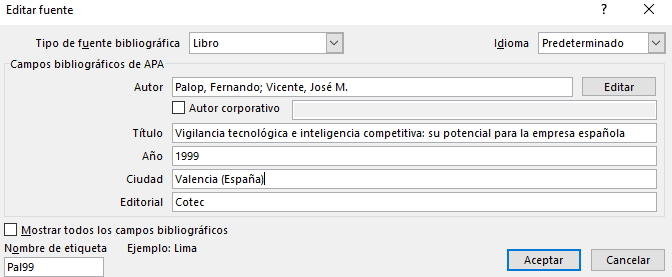 Editar fuente ? ×
Tipo de fuente bibliográfica Libro Idioma Predeterminado
Campos bibliográficos de APA
Autor Palop, Fernando; Vicente, José M. Editar
Autor corporativo
Título Vigilancia tecnológica e inteligencia competitiva: su potencial para la empresa española
Año 1999
Ciudad Valencia (España)
Editorial Cotec
Mostrar todos los campos bibliográficos
Nombre de etiqueta Ejemplo: Lima
Pal99 Aceptar Cancelar